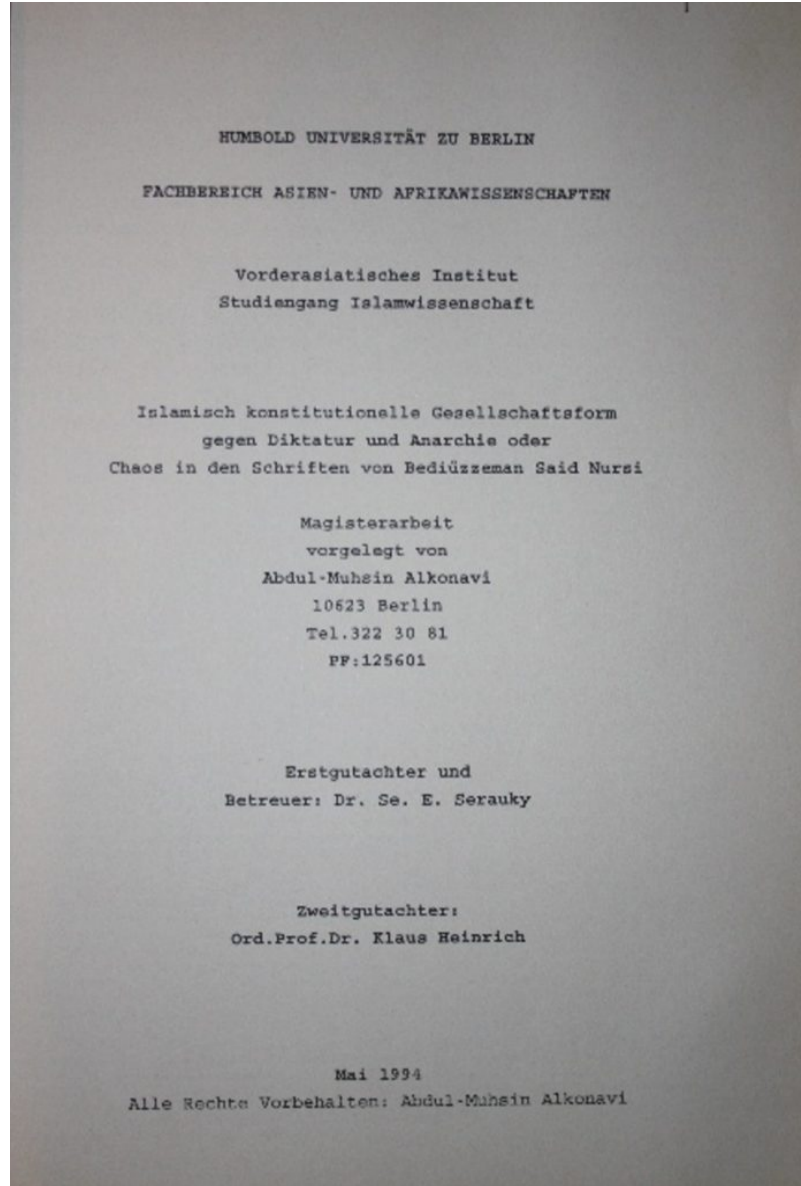 1
HUMBOLD UNIVERSITÄT ZU BERLIN
FACHBEREICH ASIEN- UND AFRIKAWISSENSCHAFTEN
Vorderasiatisches Institut
Studiengang Islamwissenschaft
Islamisch konstitutionelle Gesellschaftsform
gegen Diktatur und Anarchie oder
Chaos in den Schriften von Bediüzzeman Said Nursi
Magisterarbeit
vorgelegt von
Abdul-Muhsin Alkonavi
10623 Berlin
Tel.322 30 81
PF:125601
Erstgutachter und
Betreuer: Dr. Se. E. Serauky
Zweitgutachter:
Ord.Prof.Dr. Klaus Heinrich
Mai 1994
Alle Rechte Vorbehalten: Abdul-Muhsin Alkonavi